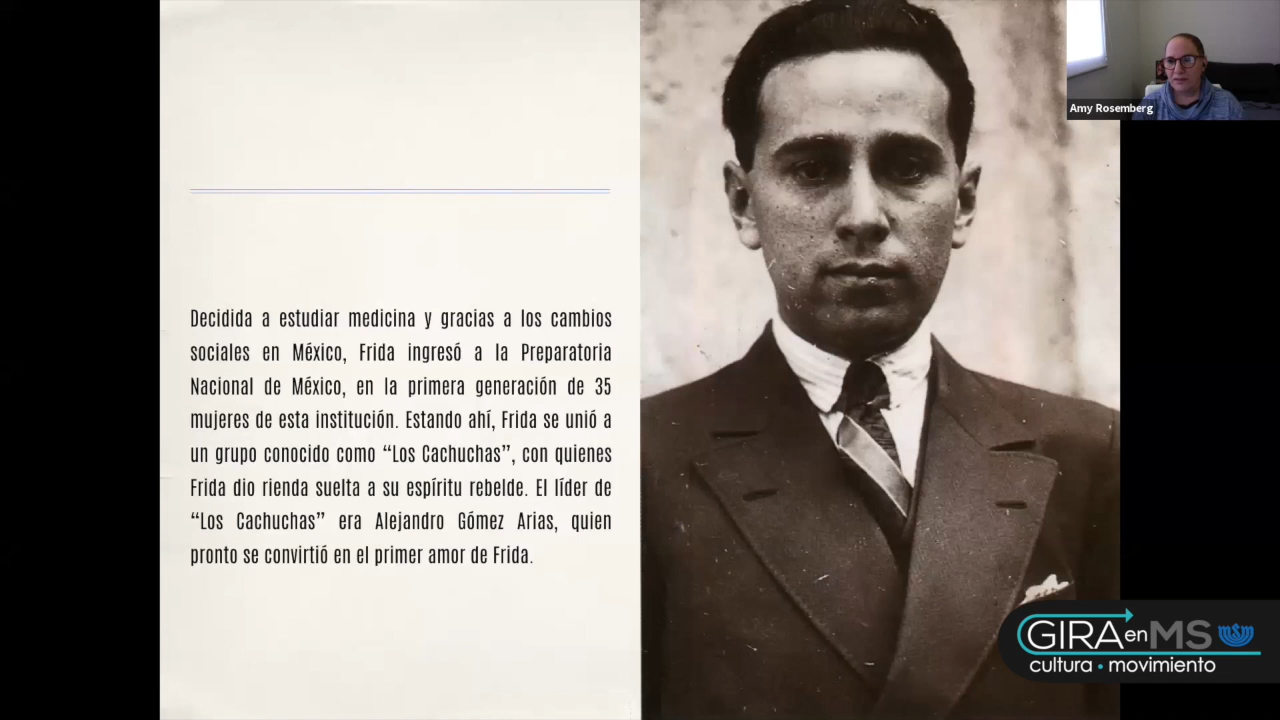 Decidida a estudiar medicina y gracias a los cambios
sociales en México, Frida ingresó a la Preparatoria
Nacional de México, en la primera generación de 35
mujeres de esta institución. Estando ahí, Frida se unió a
un grupo conocido como “Los Cachuchas”, con quienes
Frida dio rienda suelta a su espíritu rebelde. El líder de
“Los Cachuchas” era Alejandro Gómez Arias, quien
pronto se convirtió en el primer amor de Frida.
Amy Rosemberg
GIRA en MS
cultura • movimiento